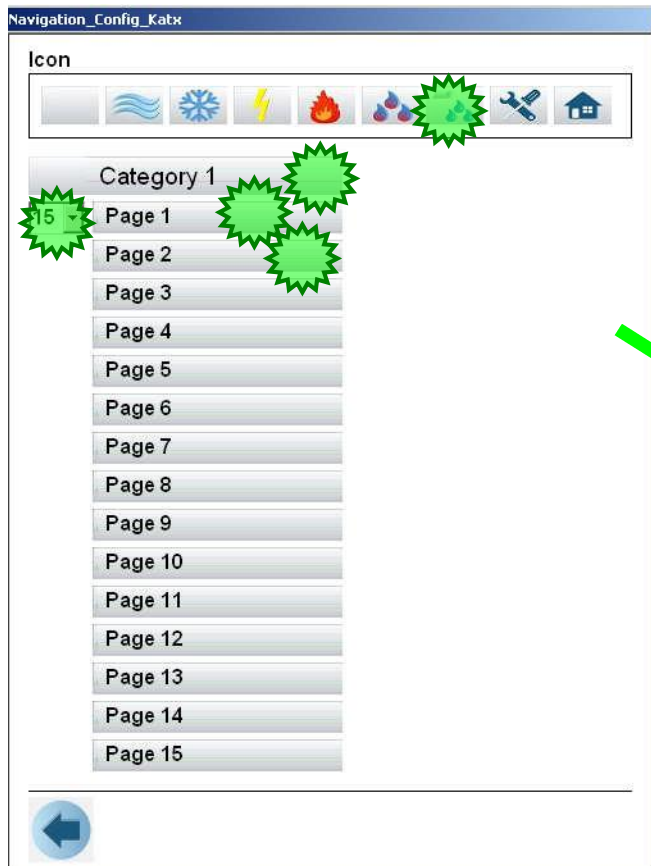 Navigation_Config_Katx
Icon
Category 1
15 Page 1
Page 2
Page 3
Page 4
Page 5
Page 6
Page 7
Page 8
Page 9
Page 10
Page 11
Page 12
Page 13
Page 14
Page 15